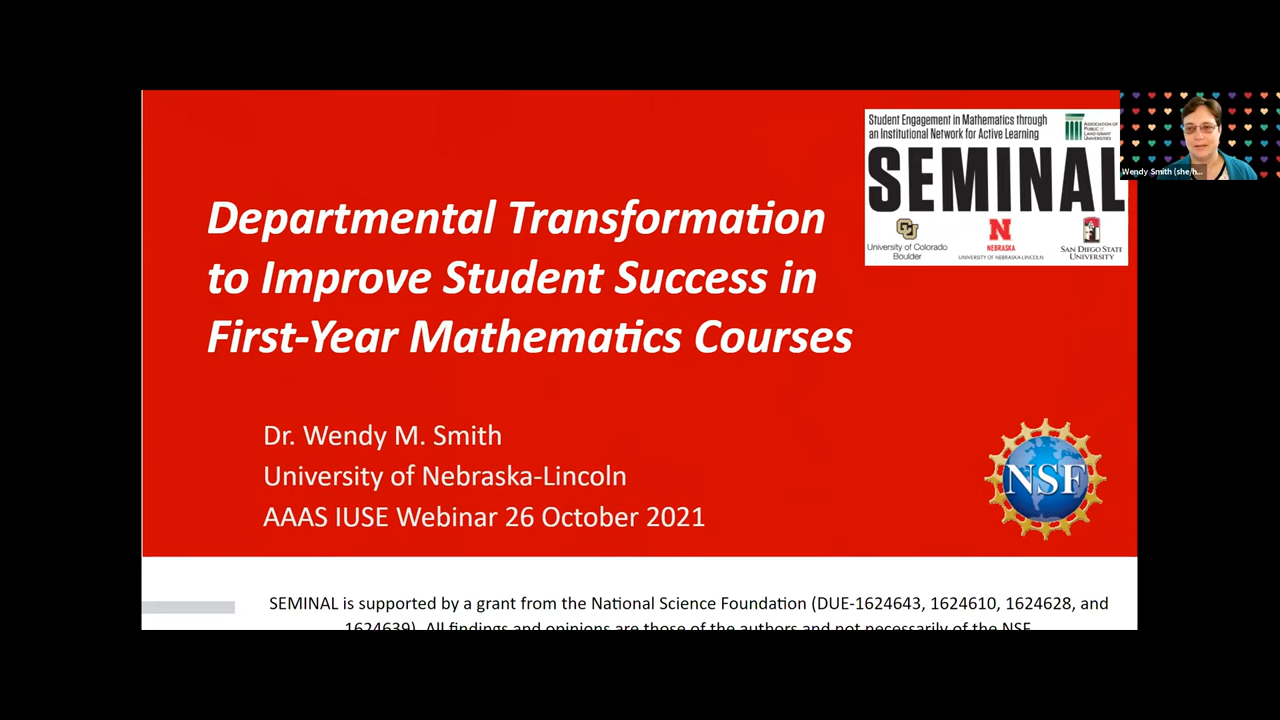 Student Engagement in Mathematics through
an Institutional Network for Active Learning
ASSOCIATION OF
PUBLIC &
LAND-GRANT
UNIVERSITIES
SEMINAL
University of Colorado
Boulder
N
NEBRASKA
UNIVERSITY OF NEBRASKA-LINCOLN
SAN DIEGO STATE
UNIVERSITY
Wendy Smith (she/h...
Departmental Transformation
to Improve Student Success in
First-Year Mathematics Courses
Dr. Wendy M. Smith
University of Nebraska-Lincoln
AAAS IUSE Webinar 26 October 2021
NSF
SEMINAL is supported by a grant from the National Science Foundation (DUE-1624643, 1624610, 1624628, and
1624639). All findings and opinions are those of the authors and not necessarily of the NSF.